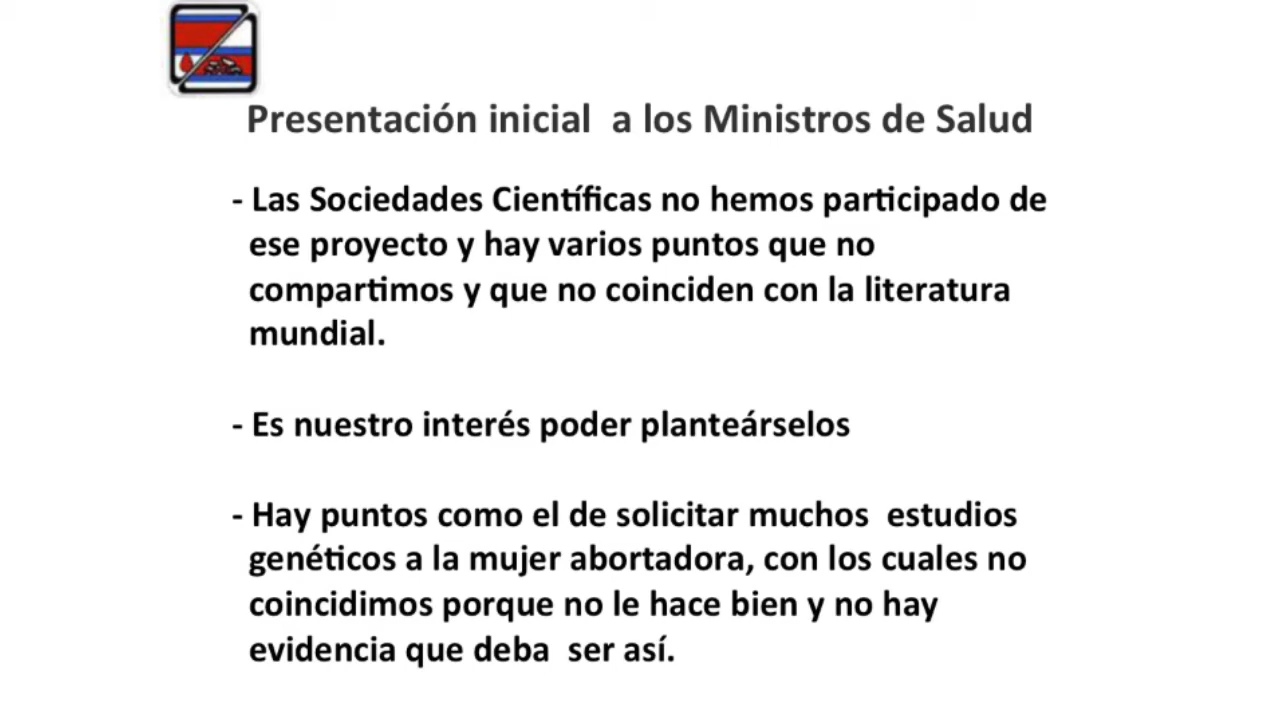 Presentación inicial  a los Ministros de Salud
- Las Sociedades Científicas no hemos participado de
ese proyecto y hay varios puntos que no
compartimos y que no coinciden con la literatura
mundial.
- Es nuestro interés poder planteárselos
- Hay puntos como el de solicitar muchos  estudios
genéticos a la mujer abortadora, con los cuales no
coincidimos porque no le hace bien y no hay
evidencia que deba  ser así.